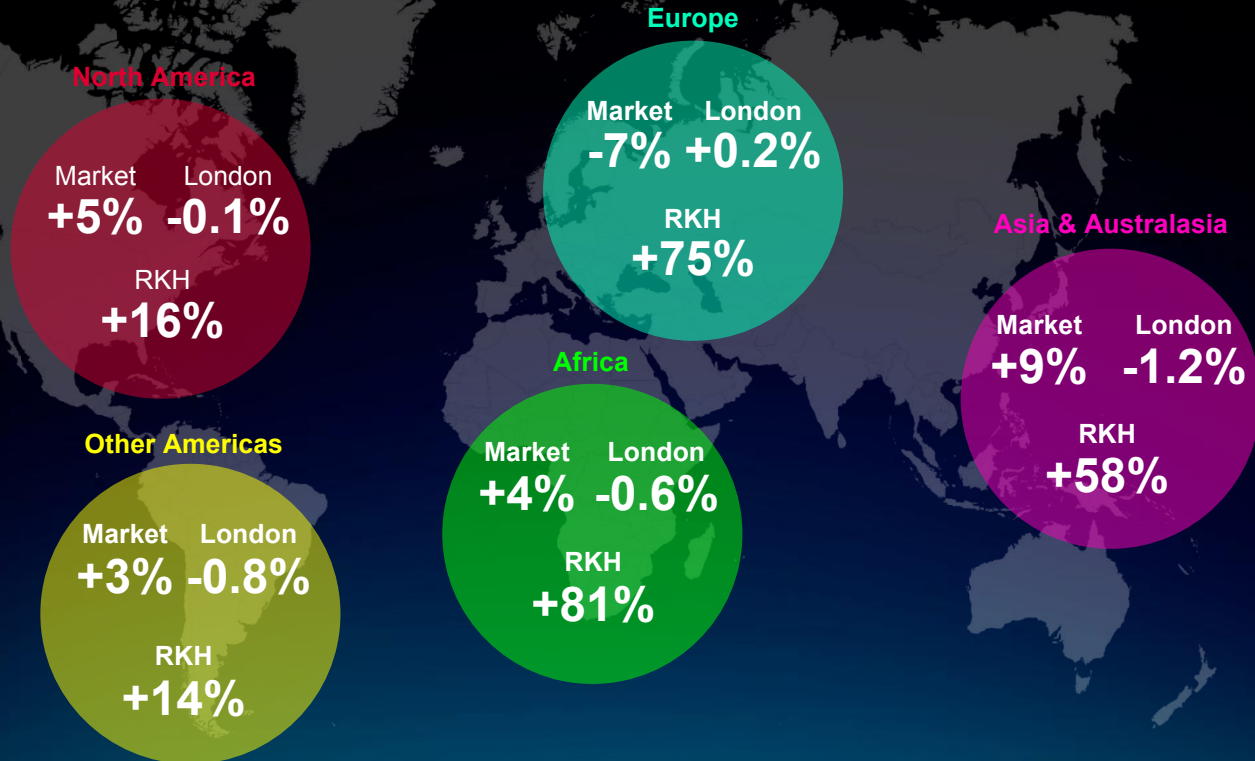 North America
Market London
+5% -0.1%
RKH
+16%
Europe
Market London
-7% +0.2%
RKH
+75%
Asia & Australasia
Market London
+9% -1.2%
RKH
+58%
Other Americas
Market London
+3% -0.8%
RKH
+14%
Africa
Market London
+4% -0.6%
RKH
+81%